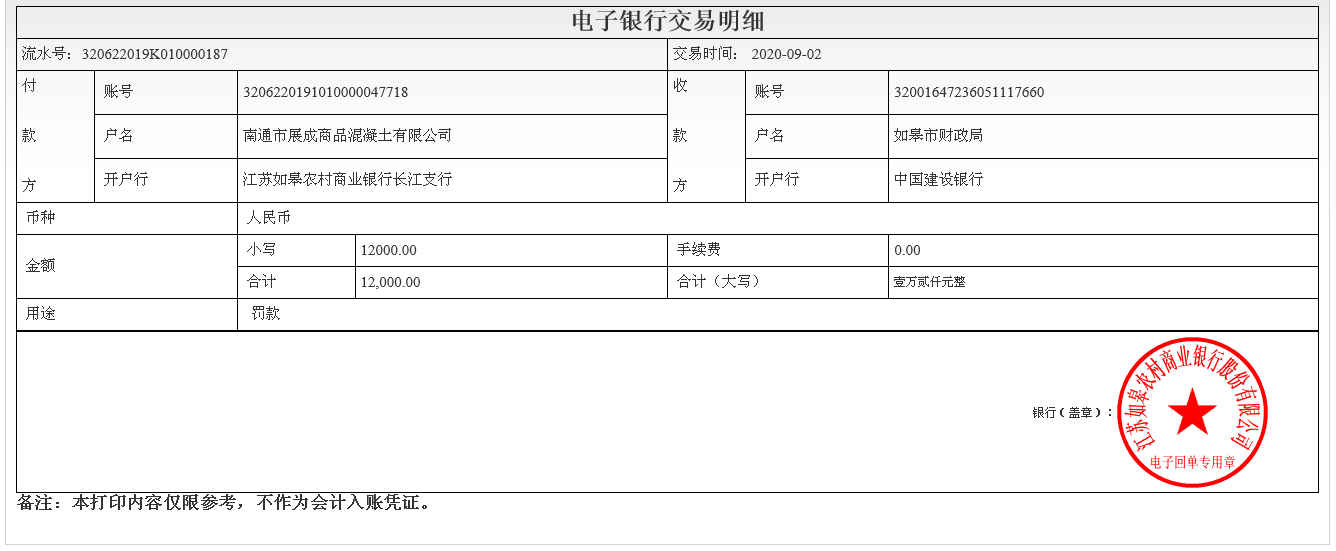 电子银行交易明细
流水号：320622019K010000187 交易时间： 2020-09-02
付款方 账号 3206220191010000047718 收款方 账号 32001647236051117660
户名 南通市展成商品混凝土有限公司 户名 如皋市财政局
开户行 江苏如皋农村商业银行长江支行 开户行 中国建设银行
币种 人民币
金额 小写 12000.00 手续费 0.00
合计 12,000.00 合计（大写） 壹万贰仟元整
用途 罚款
银行（盖章）：
江苏如皋农村商业银行股份有限公司
电子回单专用章
备注：本打印内容仅限参考，不作为会计入账凭证。